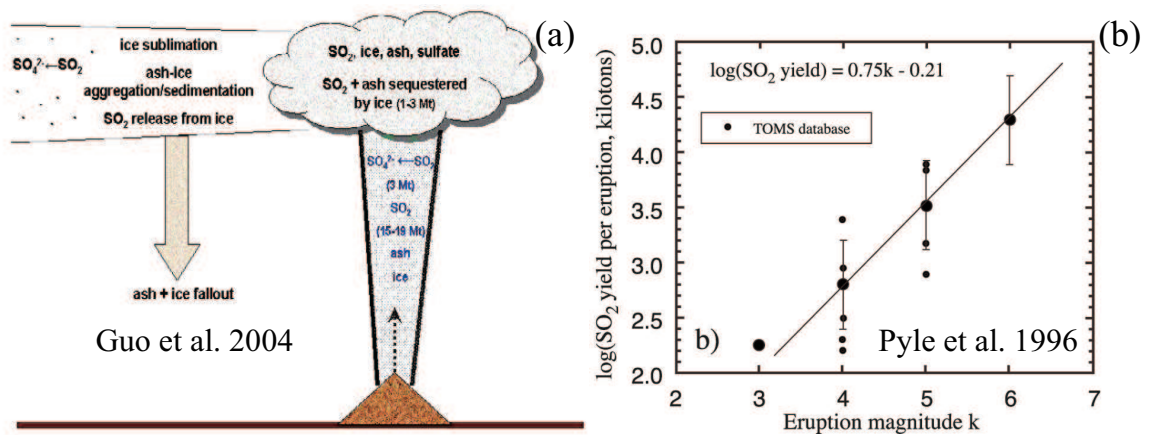 (a)
ice sublimation
SO₄²⁻←SO₂
ash-ice
aggregation/sedimentation
SO₂ release from ice
ash + ice fallout
Guo et al. 2004
SO₂, ice, ash, sulfate
SO₂ + ash sequestered
by ice (1-3 Mt)
SO₄²⁻ ←SO₂
(3 Mt)
SO₂
(15-19 Mt)
ash
ice
(b)
log(SO₂ yield per eruption, kilotons)
5.0
4.5
4.0
3.5
3.0
2.5
2.0
log(SO₂ yield) = 0.75k - 0.21
TOMS database
b)
Pyle et al. 1996
2 3 4 5 6 7
Eruption magnitude k